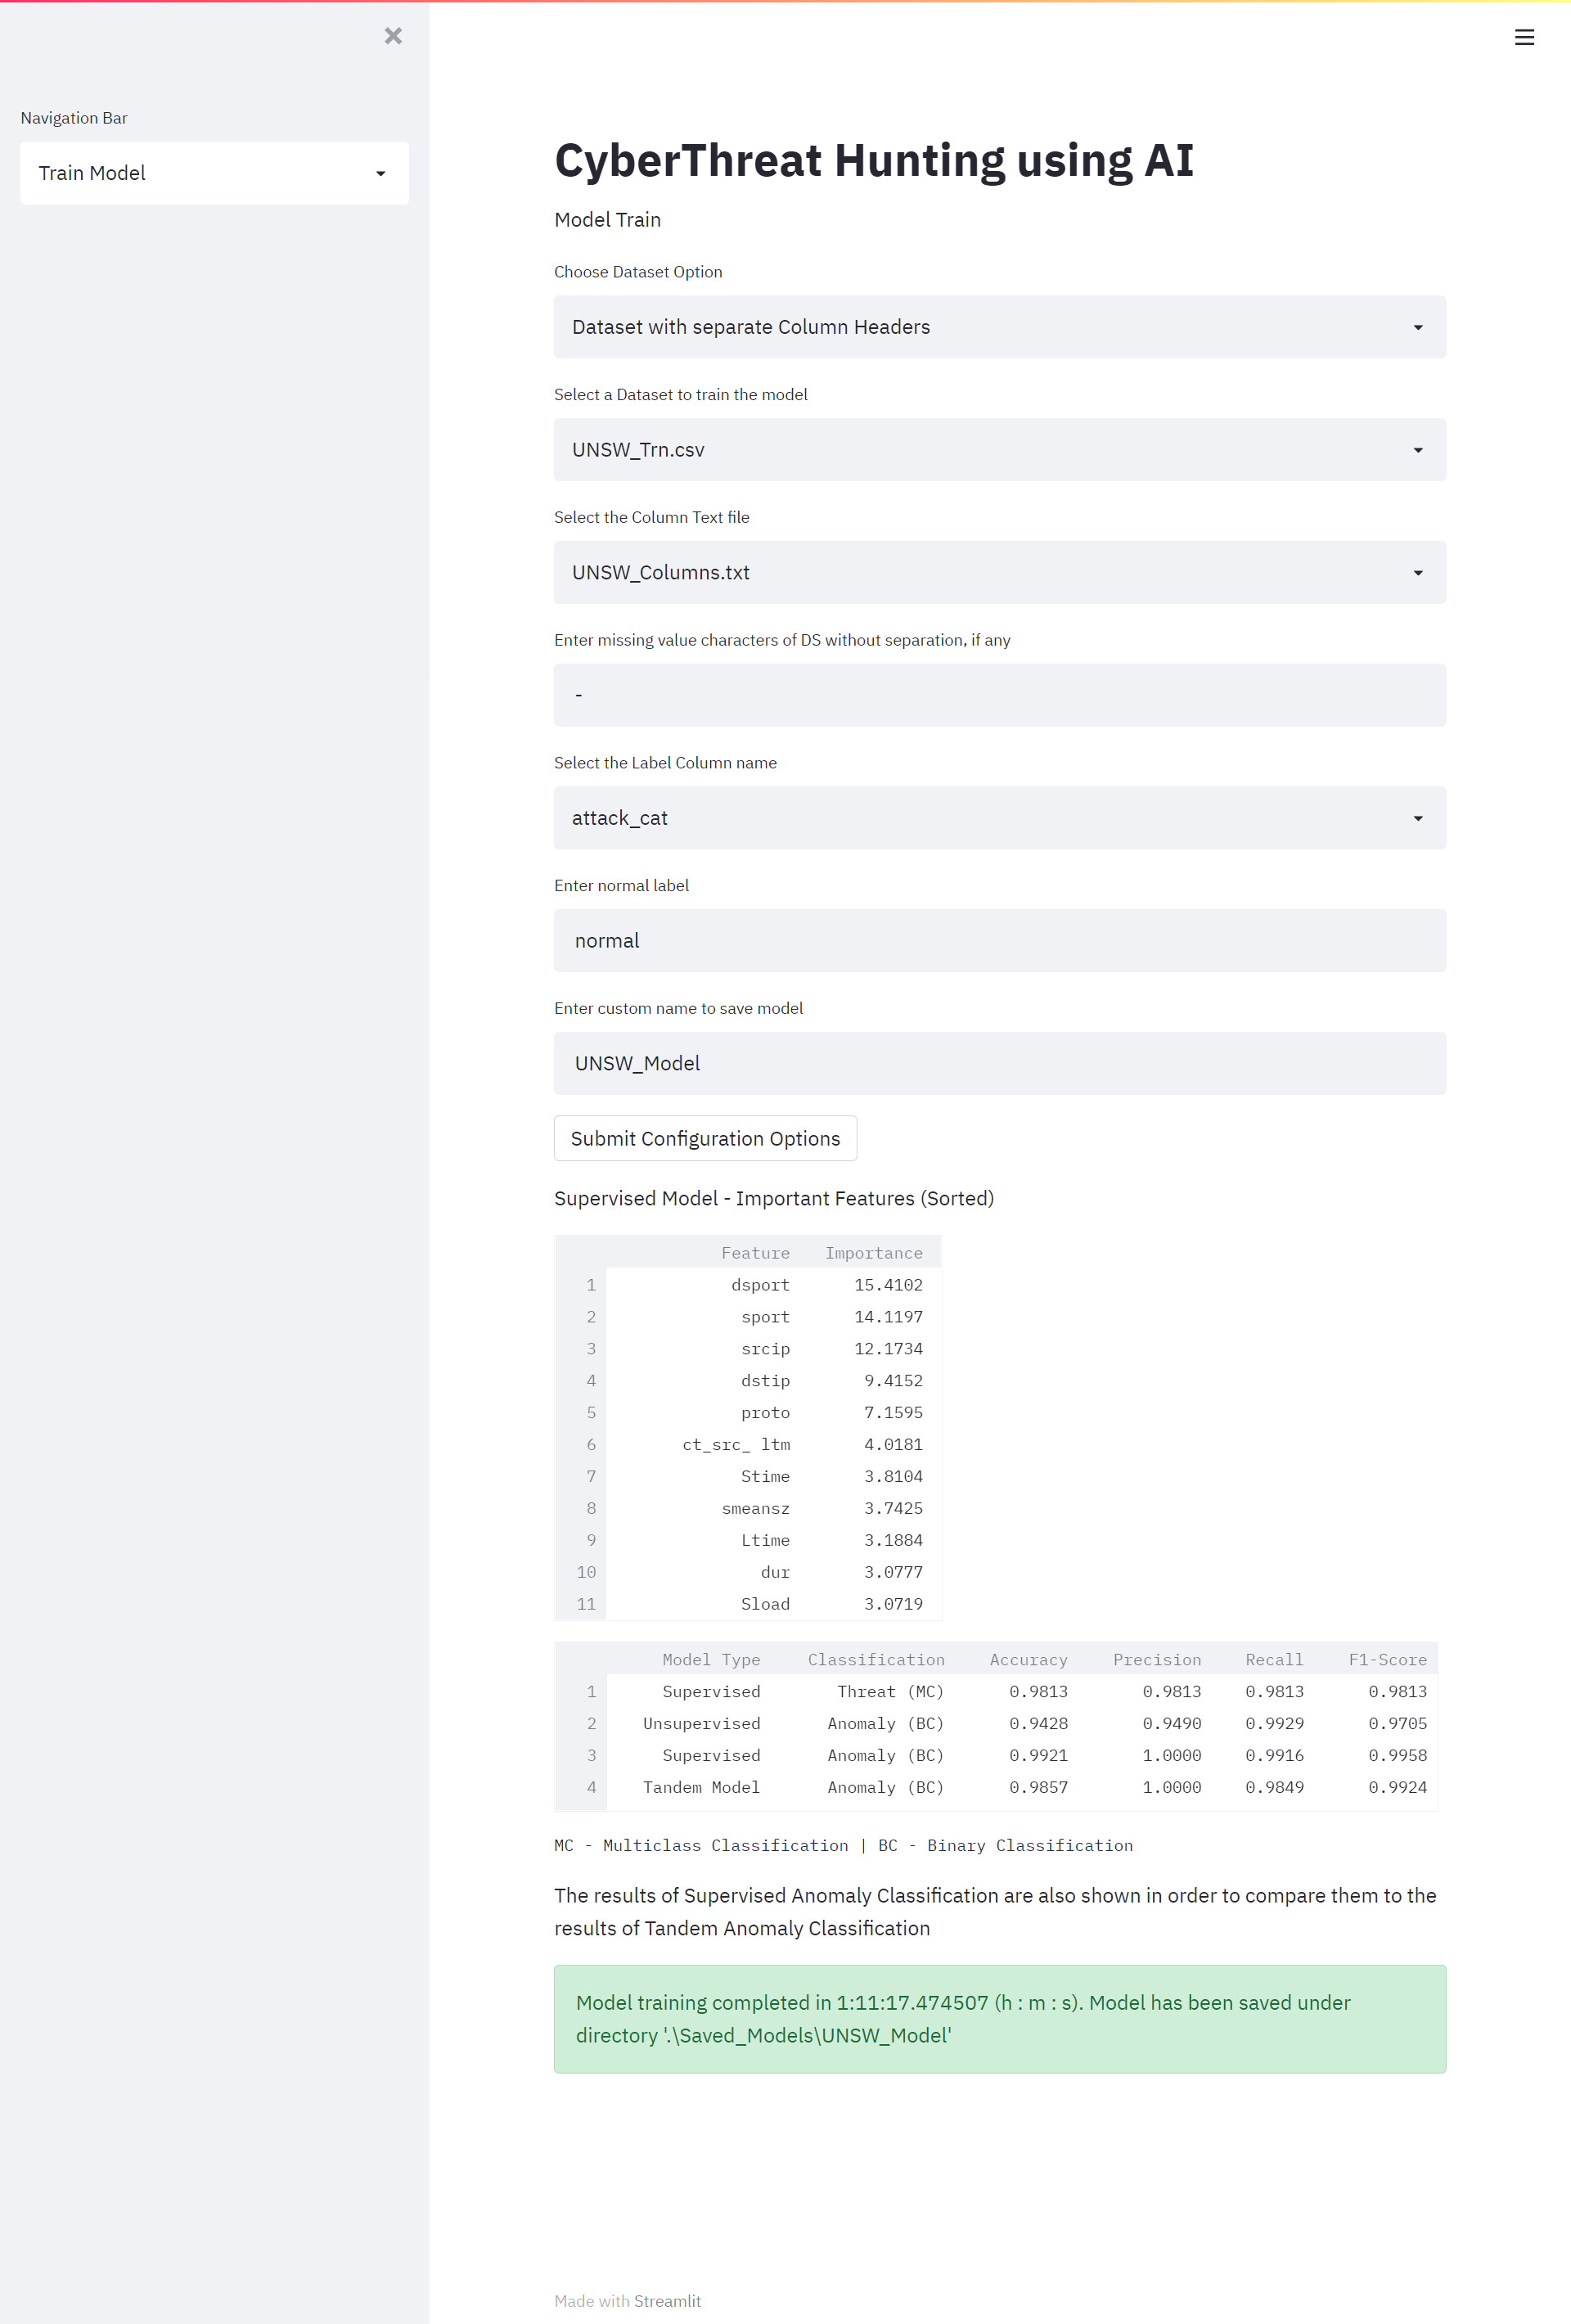 Navigation Bar
Train Model
CyberThreat Hunting using AI
Model Train
Choose Dataset Option
Dataset with separate Column Headers
Select a Dataset to train the model
UNSW_Trn.csv
Select the Column Text file
UNSW_Columns.txt
Enter missing value characters of DS without separation, if any
-
Select the Label Column name
attack_cat
Enter normal label
normal
Enter custom name to save model
UNSW_Model
Submit Configuration Options
Supervised Model - Important Features (Sorted)
Feature Importance
1 dsport 15.4102
2 sport 14.1197
3 srcip 12.1734
4 dstip 9.4152
5 proto 7.1595
6 ct_src_ ltm 4.0181
7 Stime 3.8104
8 smeansz 3.7425
9 Ltime 3.1884
10 dur 3.0777
11 Sload 3.0719
Model Type Classification Accuracy Precision Recall F1-Score
1 Supervised Threat (MC) 0.9813 0.9813 0.9813 0.9813
2 Unsupervised Anomaly (BC) 0.9428 0.9490 0.9929 0.9705
3 Supervised Anomaly (BC) 0.9921 1.0000 0.9916 0.9958
4 Tandem Model Anomaly (BC) 0.9857 1.0000 0.9849 0.9924
MC - Multiclass Classification | BC - Binary Classification
The results of Supervised Anomaly Classification are also shown in order to compare them to the
results of Tandem Anomaly Classification
Model training completed in 1:11:17.474507 (h : m : s). Model has been saved under
directory '.\Saved_Models\UNSW_Model'
Made with Streamlit